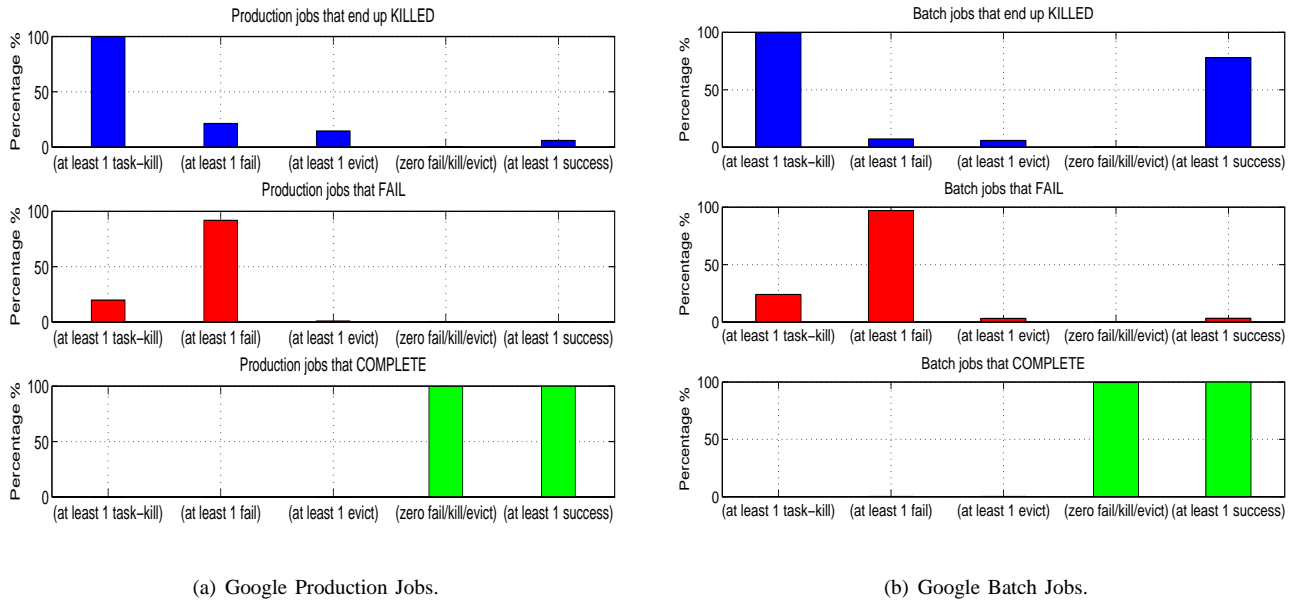 Production jobs that end up KILLED
Percentage %
100
50
0
(at least 1 task−kill) (at least 1 fail) (at least 1 evict) (zero fail/kill/evict) (at least 1 success)
Production jobs that FAIL
Percentage %
100
50
0
(at least 1 task−kill) (at least 1 fail) (at least 1 evict) (zero fail/kill/evict) (at least 1 success)
Production jobs that COMPLETE
Percentage %
100
50
0
(at least 1 task−kill) (at least 1 fail) (at least 1 evict) (zero fail/kill/evict) (at least 1 success)
(a) Google Production Jobs.
Batch jobs that end up KILLED
Percentage %
100
50
0
(at least 1 task−kill) (at least 1 fail) (at least 1 evict) (zero fail/kill/evict) (at least 1 success)
Batch jobs that FAIL
Percentage %
100
50
0
(at least 1 task−kill) (at least 1 fail) (at least 1 evict) (zero fail/kill/evict) (at least 1 success)
Batch jobs that COMPLETE
Percentage %
100
50
0
(at least 1 task−kill) (at least 1 fail) (at least 1 evict) (zero fail/kill/evict) (at least 1 success)
(b) Google Batch Jobs.